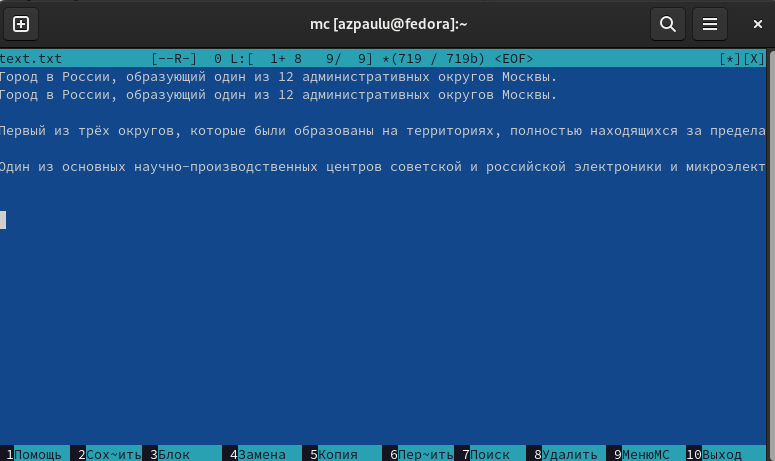 mc [azpaulu@fedora]:~
text.txt [--R-] 0 L:[ 1+ 8 9/ 9] *(719 / 719b) <EOF> [*][X]
Город в России, образующий один из 12 административных округов Москвы.
Город в России, образующий один из 12 административных округов Москвы.
Первый из трёх округов, которые были образованы на территориях, полностью находящихся за предела
Один из основных научно-производственных центров советской и российской электроники и микроэлект
1Помощь 2Сох~ить 3Блок 4Замена 5Копия 6Пер~ить 7Поиск 8Удалить 9МенюMC 10Выход